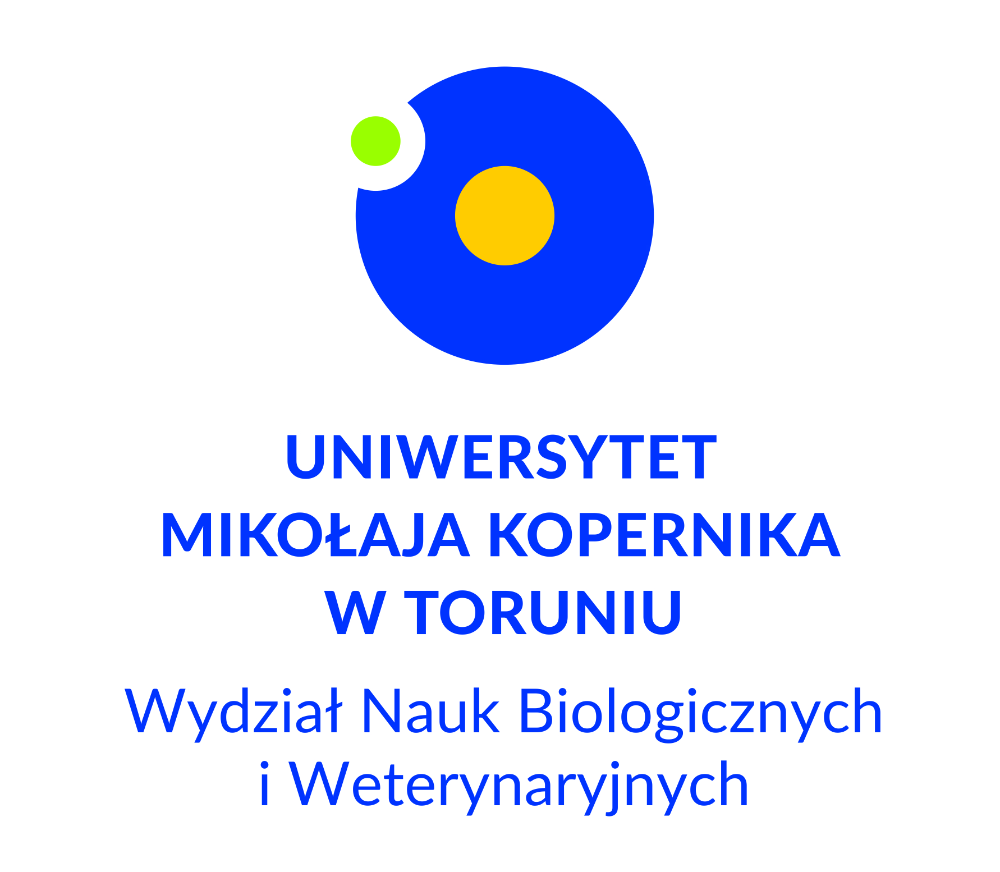 UNIWERSYTET
MIKOŁAJA KOPERNIKA
W TORUNIU
Wydział Nauk Biologicznych
i Weterynaryjnych